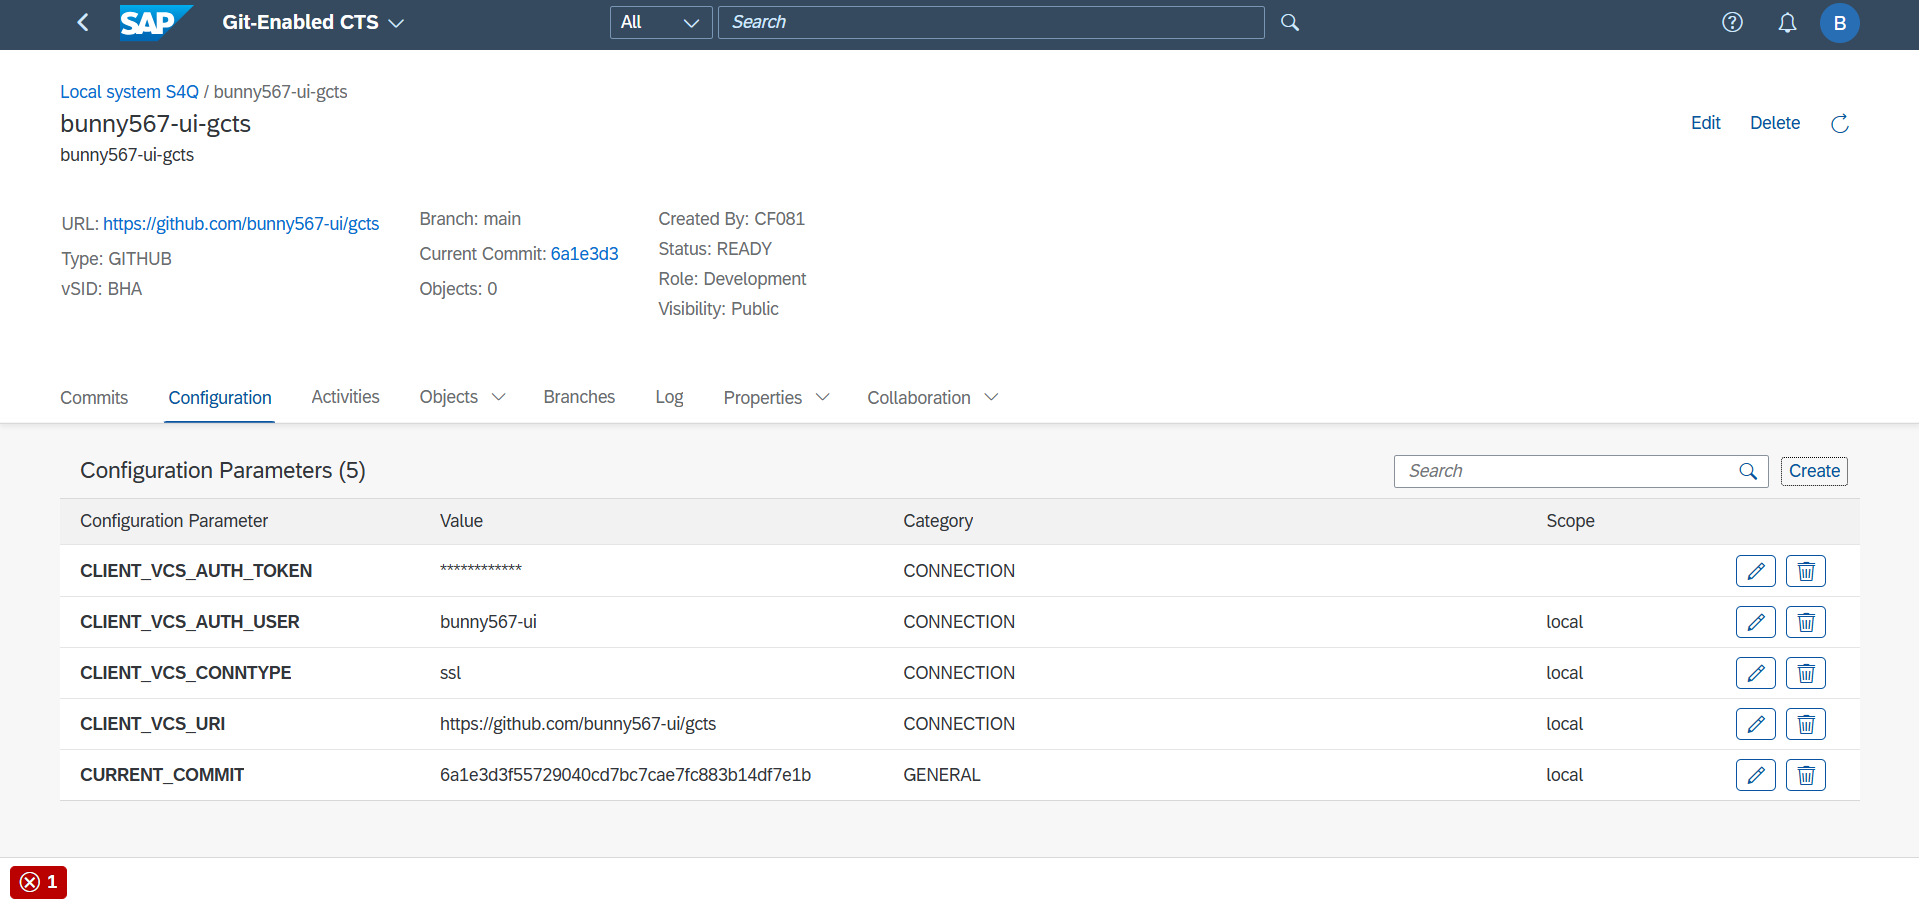 SAP Git-Enabled CTS All Search B
Local system S4Q / bunny567-ui-gcts
bunny567-ui-gcts
Edit Delete
bunny567-ui-gcts
URL: https://github.com/bunny567-ui/gcts
Type: GITHUB
vSID: BHA
Branch: main
Current Commit: 6a1e3d3
Objects: 0
Created By: CF081
Status: READY
Role: Development
Visibility: Public
Commits Configuration Activities Objects Branches Log Properties Collaboration
Configuration Parameters (5) Search Create
Configuration Parameter Value Category Scope
CLIENT_VCS_AUTH_TOKEN ************ CONNECTION
CLIENT_VCS_AUTH_USER bunny567-ui CONNECTION local
CLIENT_VCS_CONNTYPE ssl CONNECTION local
CLIENT_VCS_URI https://github.com/bunny567-ui/gcts CONNECTION local
CURRENT_COMMIT 6a1e3d3f55729040cd7bc7cae7fc883b14df7e1b GENERAL local
1